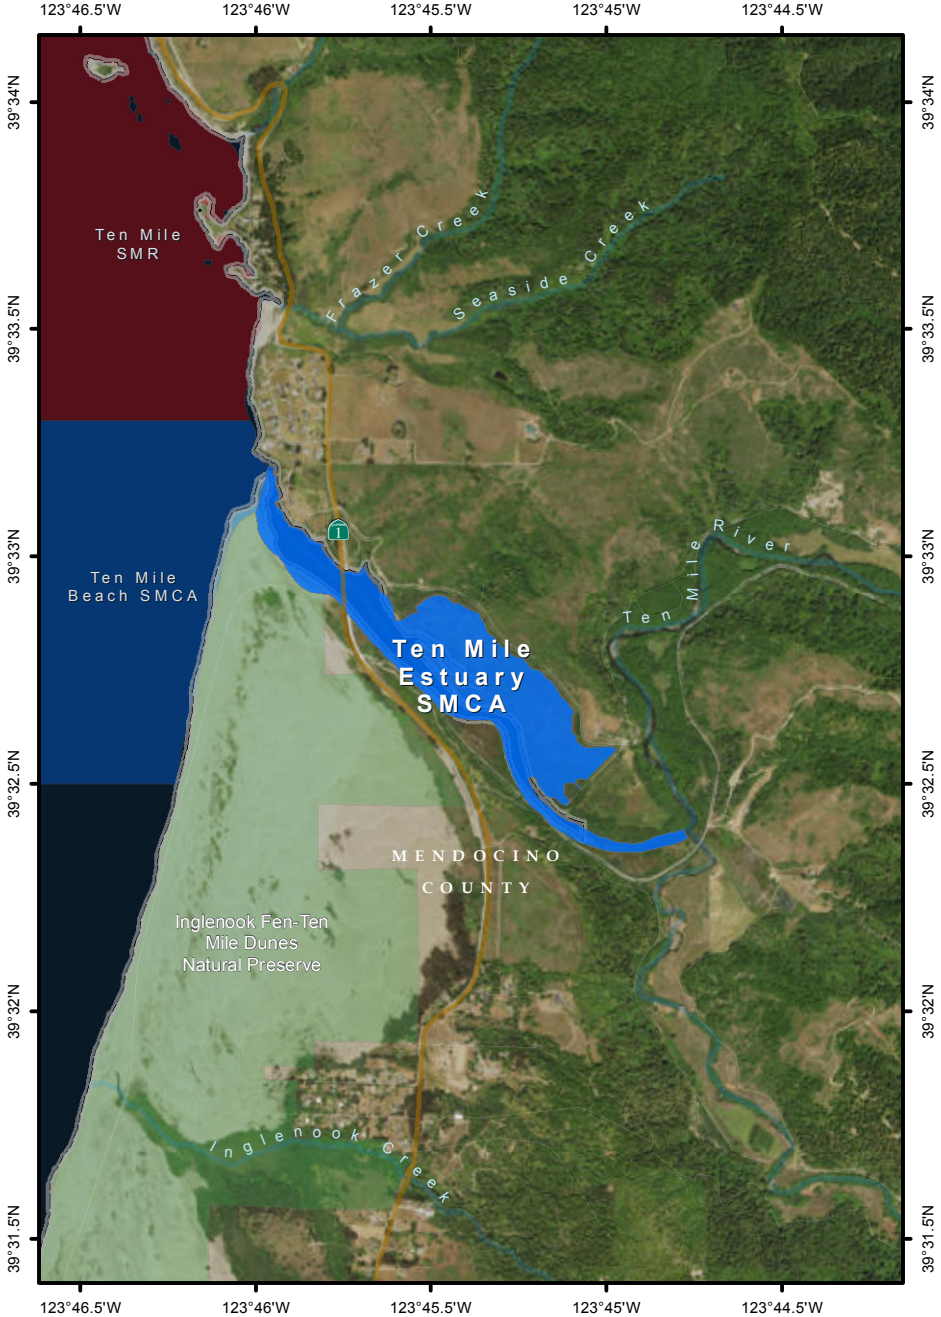 123°46.5'W 123°46'W 123°45.5'W 123°45'W 123°44.5'W
39°34'N 39°34'N
Frazer Creek
Seaside Creek
Ten Mile
SMR
39°33.5'N 39°33.5'N
1
Ten Mile River
39°33'N 39°33'N
Ten Mile
Beach SMCA
Ten Mile
Estuary
SMCA
39°32.5'N 39°32.5'N
MENDOCINO
COUNTY
Inglenook Fen-Ten
Mile Dunes
Natural Preserve
39°32'N 39°32'N
Inglenook Creek
39°31.5'N 39°31.5'N
123°46.5'W 123°46'W 123°45.5'W 123°45'W 123°44.5'W